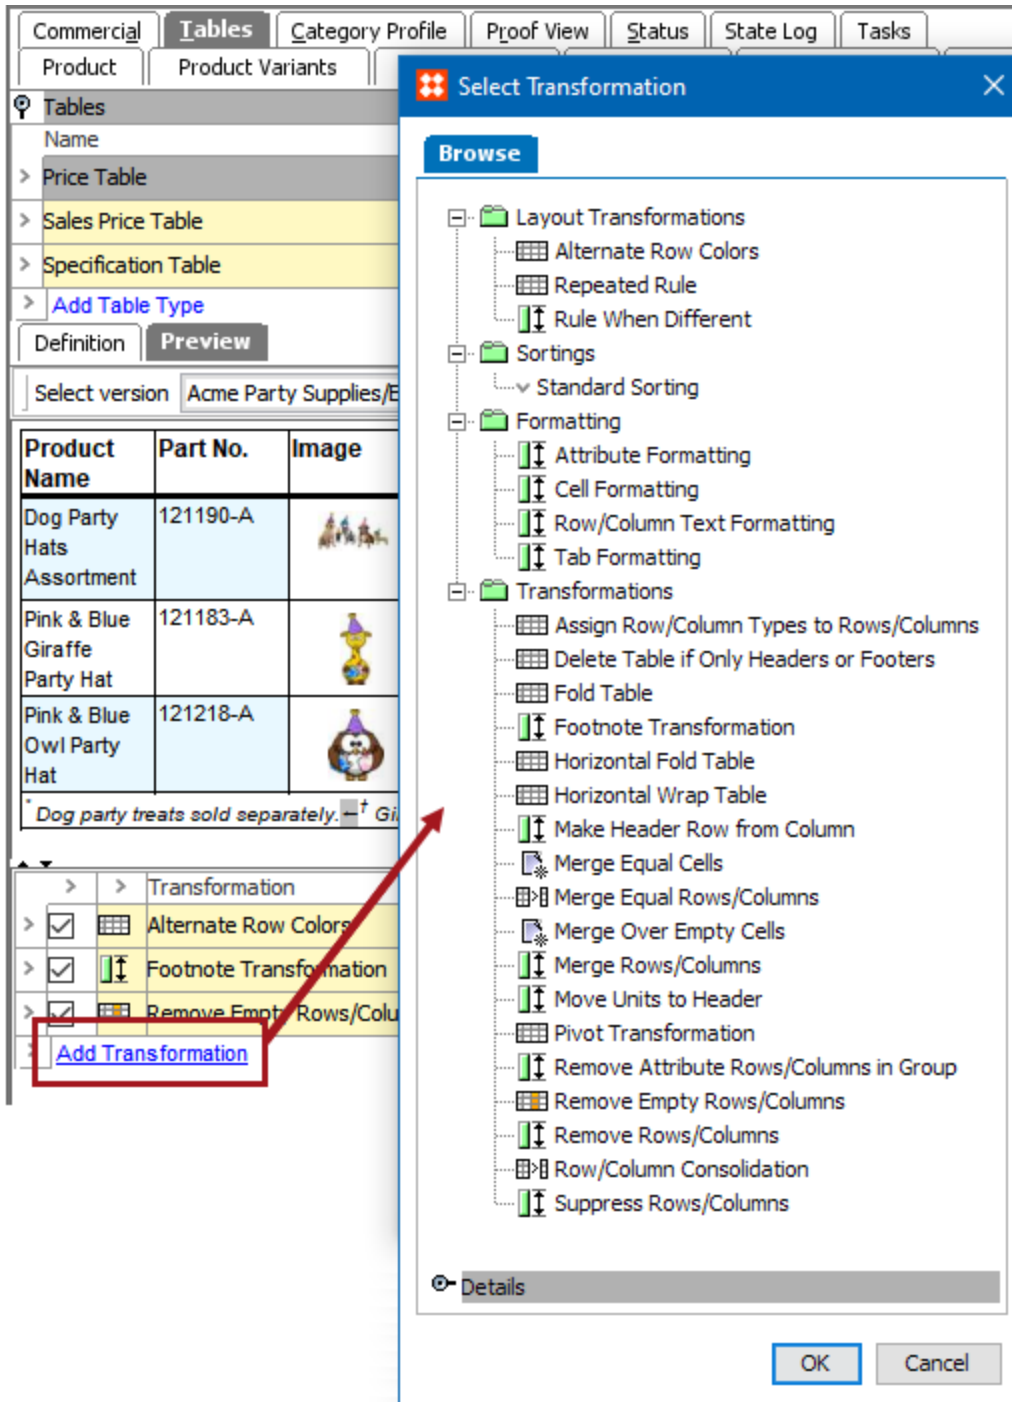 Commercial Tables Category Profile Proof View Status State Log Tasks
Product Product Variants
Tables
Name
Price Table
Sales Price Table
Specification Table
Add Table Type
Definition Preview
Select version Acme Party Supplies/
Product Name Part No. Image
Dog Party Hats Assortment 121190-A
Pink & Blue Giraffe Party Hat 121183-A
Pink & Blue Owl Party Hat 121218-A
* Dog party treats sold separately. † Gi
Transformation
Alternate Row Colors
Footnote Transformation
Remove Empty Rows/Colu
Add Transformation
Select Transformation
Browse
Layout Transformations
Alternate Row Colors
Repeated Rule
Rule When Different
Sortings
Standard Sorting
Formatting
Attribute Formatting
Cell Formatting
Row/Column Text Formatting
Tab Formatting
Transformations
Assign Row/Column Types to Rows/Columns
Delete Table if Only Headers or Footers
Fold Table
Footnote Transformation
Horizontal Fold Table
Horizontal Wrap Table
Make Header Row from Column
Merge Equal Cells
Merge Equal Rows/Columns
Merge Over Empty Cells
Merge Rows/Columns
Move Units to Header
Pivot Transformation
Remove Attribute Rows/Columns in Group
Remove Empty Rows/Columns
Remove Rows/Columns
Row/Column Consolidation
Suppress Rows/Columns
Details
OK Cancel